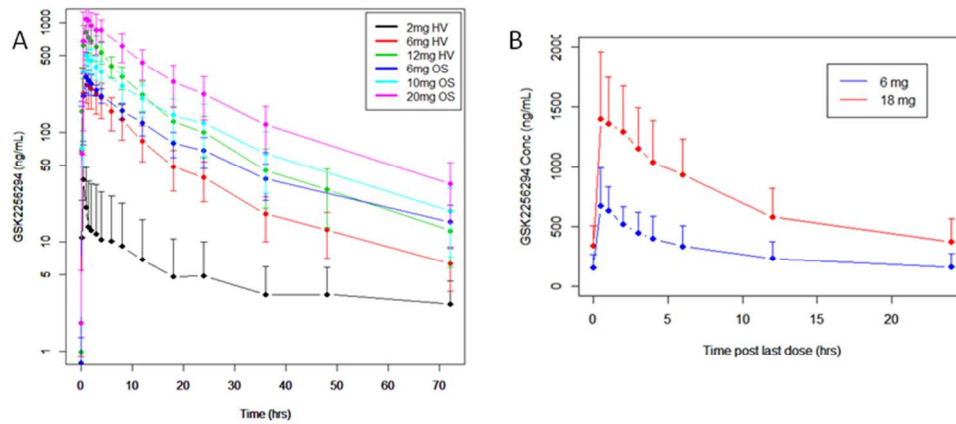 A
1000
500
100
50
10
5
1
GSK2256294 (ng/mL)
2mg HV
6mg HV
12mg HV
6mg OS
10mg OS
20mg OS
0 10 20 30 40 50 60 70
Time (hrs)
B
2000
1500
1000
500
0
GSK2256294 Conc (ng/mL)
6 mg
18 mg
0 5 10 15 20
Time post last dose (hrs)